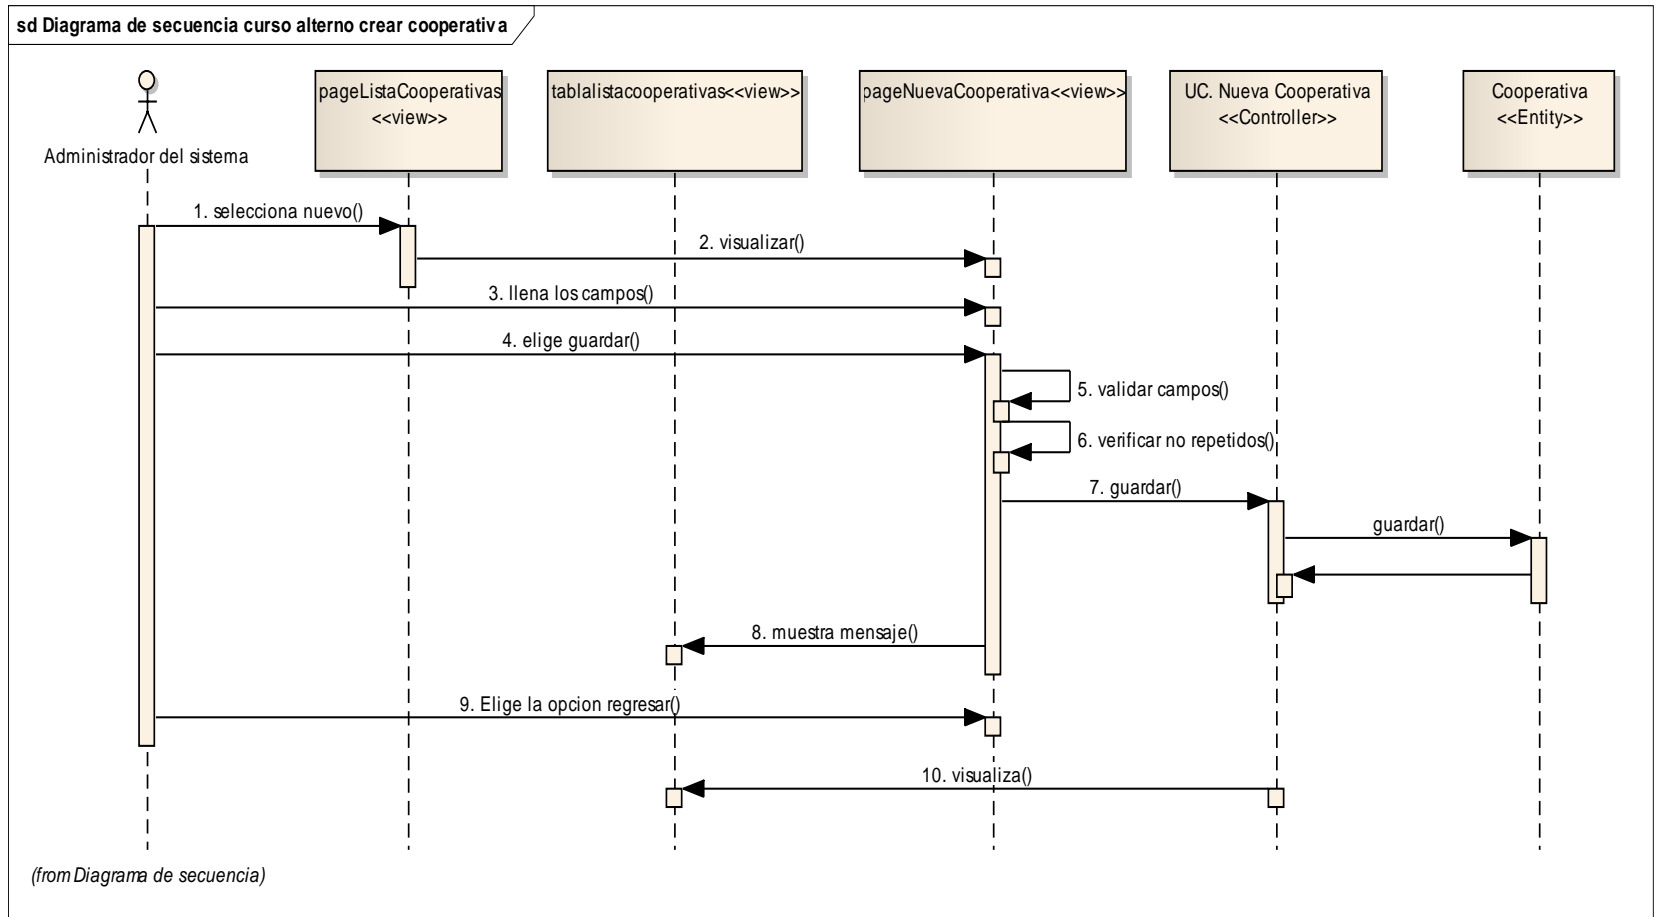 sd Diagrama de secuencia curso alterno crear cooperativa
pageListaCooperativas
<<view>>
tablalistacooperativas<<view>>
pageNuevaCooperativa<<view>>
UC. Nueva Cooperativa
<<Controller>>
Cooperativa
<<Entity>>
Administrador del sistema
1. selecciona nuevo()
2. visualizar()
3. llena los campos()
4. elige guardar()
5. validar campos()
6. verificar no repetidos()
7. guardar()
guardar()
8. muestra mensaje()
9. Elige la opcion regresar()
10. visualiza()
(from Diagrama de secuencia)